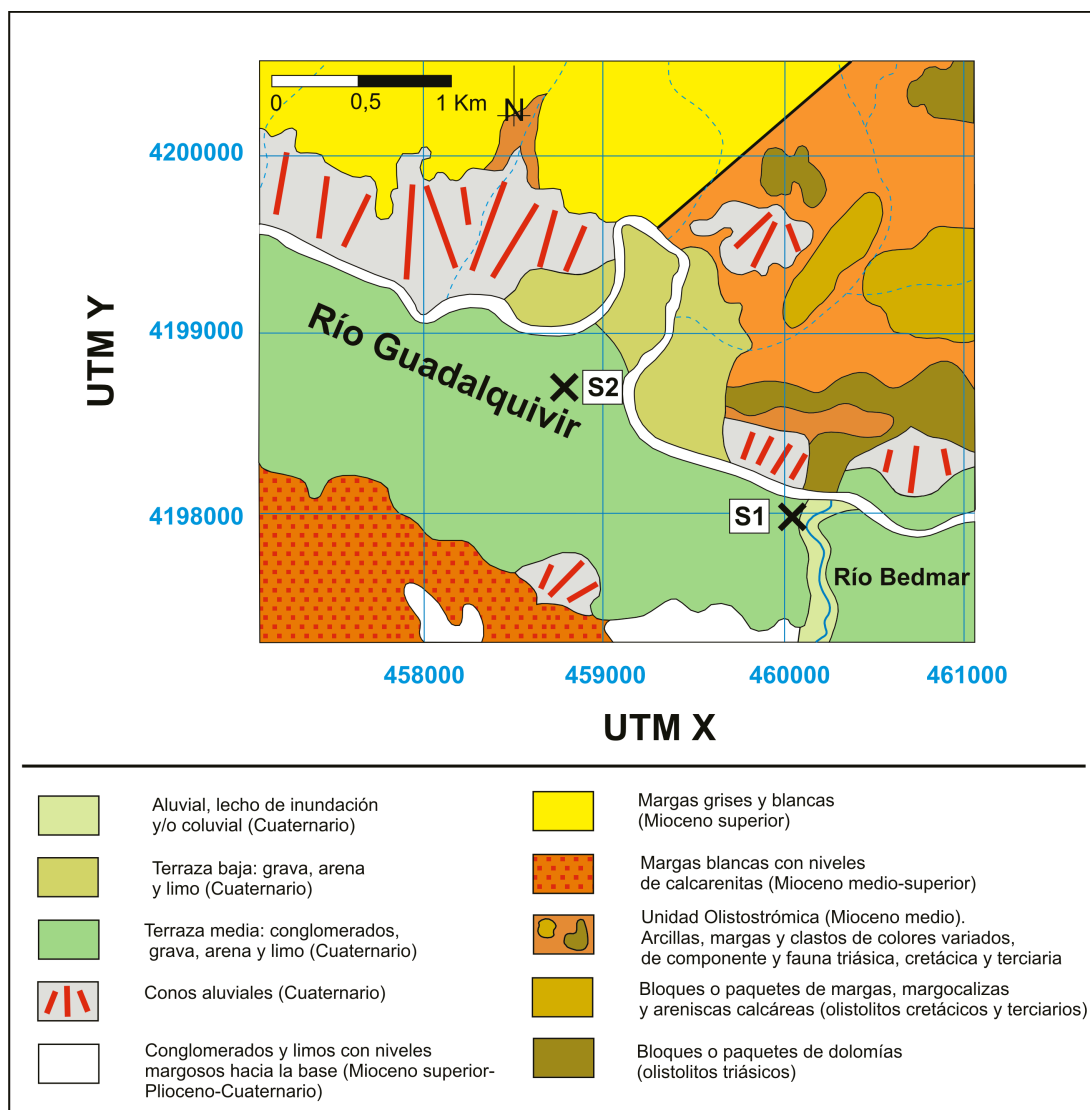 0
0,5
1 Km
N
420000
4199000
4198000
UTM Y
Río Guadalquivir
S2
S1
Río Bedmar
458000
459000
460000
461000
UTM X
Aluvial, lecho de inundación
y/o coluvial (Cuaternario)
Terraza baja: grava, arena
y limo (Cuaternario)
Terraza media: conglomerados,
grava, arena y limo (Cuaternario)
Conos aluviales (Cuaternario)
Conglomerados y limos con niveles
margosos hacia la base (Mioceno superior-
Plioceno-Cuaternario)
Margas grises y blancas
(Mioceno superior)
Margas blancas con niveles
de calcarenitas (Mioceno medio-superior)
Unidad Olistostrómica (Mioceno medio).
Arcillas, margas y clastos de colores variados,
de componente y fauna triásica, cretácica y terciaria
Bloques o paquetes de margas, margocalizas
y areniscas calcáreas (olistolitos cretácicos y terciarios)
Bloques o paquetes de dolomías
(olistolitos triásicos)